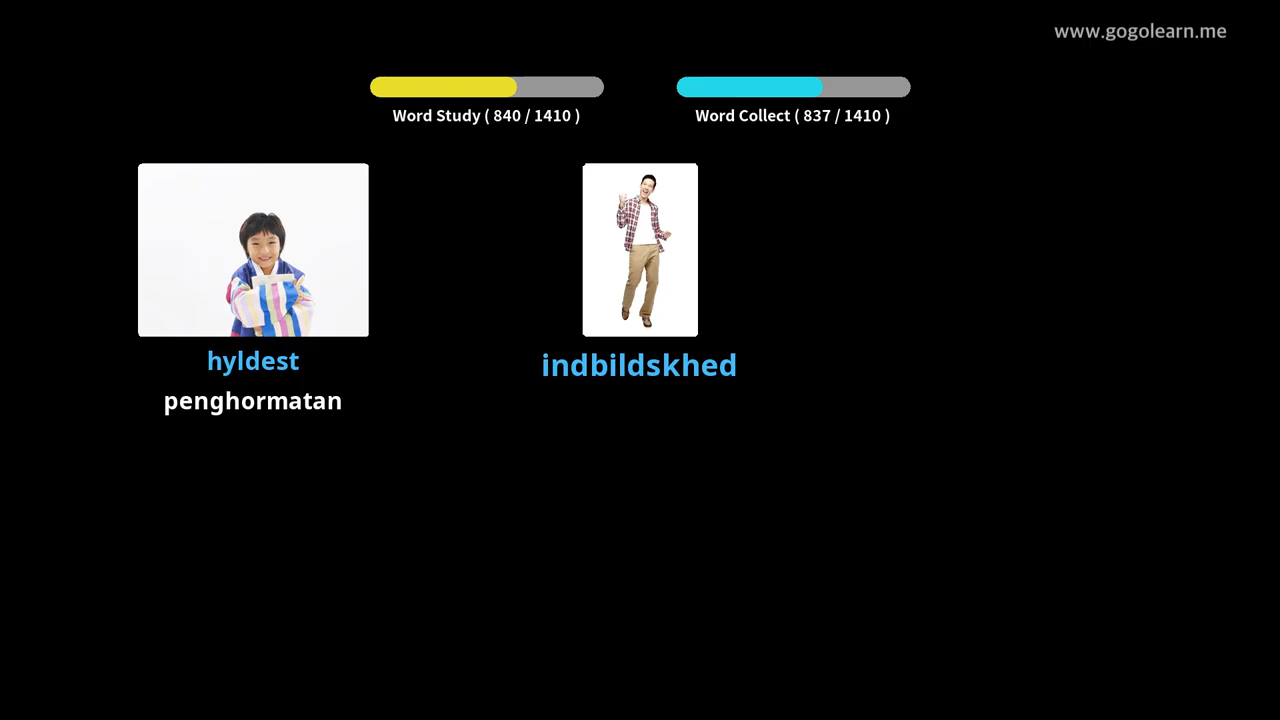 www.gogolearn.me
Word Study ( 840 / 1410 )
Word Collect ( 837 / 1410 )
hyldest
indbildskhed
penghormatan